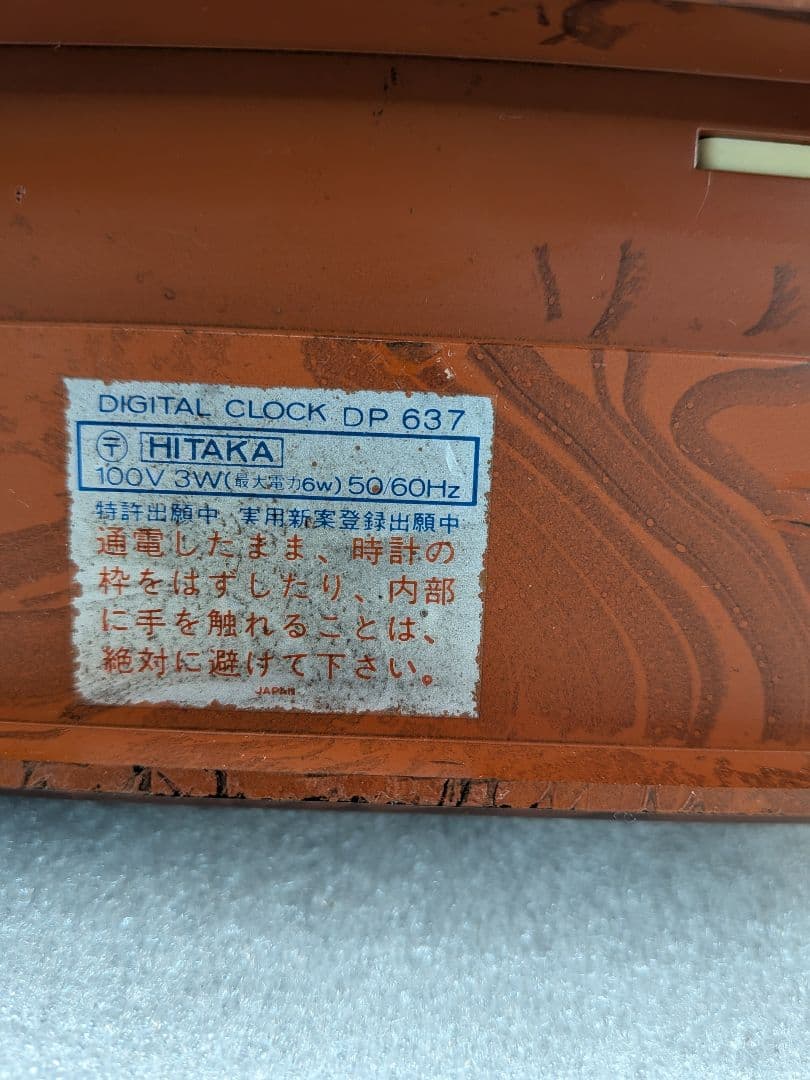 DIGITAL CLOCK DP 637
〒 HITAKA
100V 3W(最大電力6W) 50/60Hz
特許出願中 実用新案登録出願中
通電したまま、時計の
枠をはずしたり、内部
に手を触れることは、
絶対に避けて下さい。
JAPAN